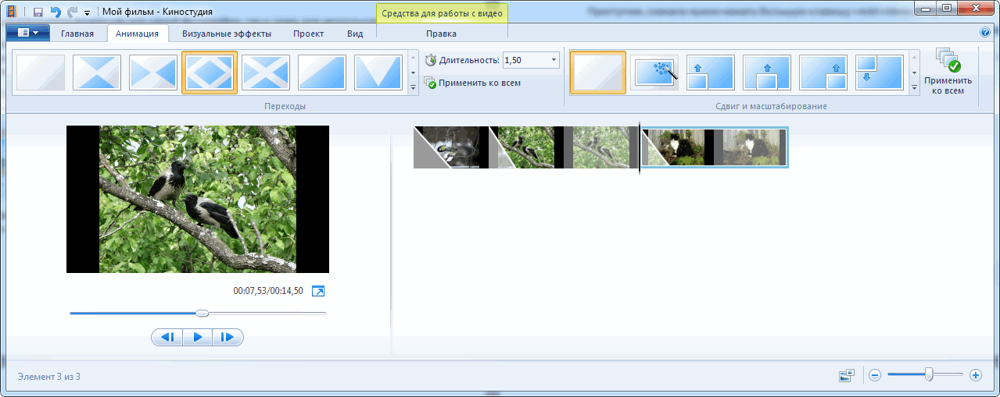 Мой фильм - Киностудия
Средства для работы с видео
Главная
Анимация
Визуальные эффекты
Проект
Вид
Правка
Длительность: 1,50
Применить ко всем
Переходы
Применить
ко всем
Сдвиг и масштабирование
00:07,53/00:14,50
Элемент 3 из 3